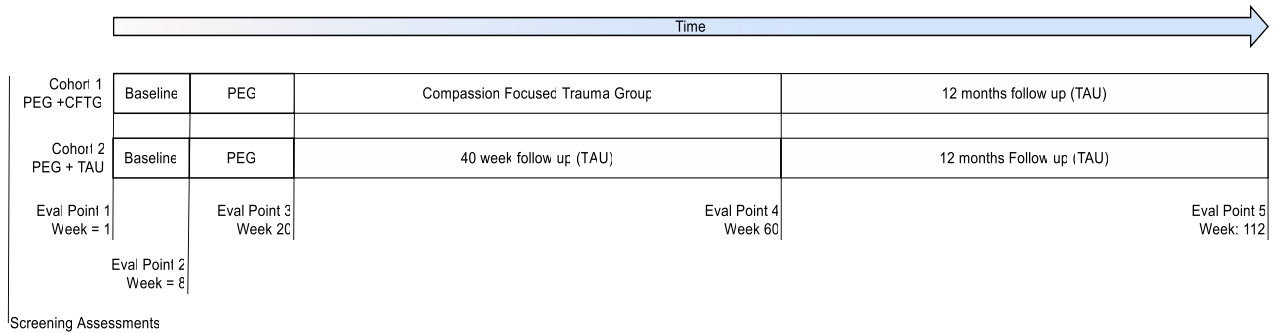 Time
Cohort 1
PEG +CFTG
Baseline
PEG
Compassion Focused Trauma Group
12 months follow up (TAU)
Cohort 2
PEG + TAU
Baseline
PEG
40 week follow up (TAU)
12 months Follow up (TAU)
Eval Point 1
Week = 1
Eval Point 3
Week 20
Eval Point 4
Week 60
Eval Point 5
Week: 112
Eval Point 2
Week = 8
Screening Assessments